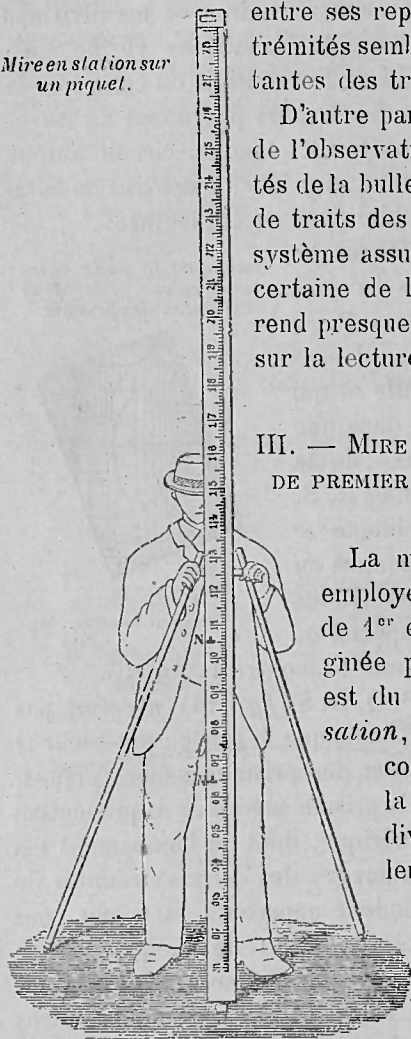 Mire en station sur
un piquet.
entre ses rep
trémités semb
tantes des tr
D'autre par
de l'observat
tés de la bulle
de traits des
système assu
certaine de l
rend presque
sur la lecture
III. — MIRE
DE PREMIER
La m
employe
de 1er e
ginée p
est du
sation,
co
la
div
leu